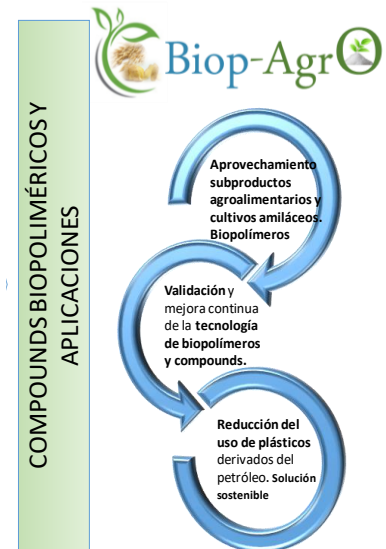 Biop-AgrO
COMPOUNDS BIOPOLIMÉRICOS Y
APLICACIONES
Aprovechamiento
subproductos
agroalimentarios y
cultivos amiláceos.
Biopolímeros
Validación y
mejora continua
de la tecnología
de biopolímeros
y compounds.
Reducción del
uso de plásticos
derivados del
petróleo. Solución
sostenible